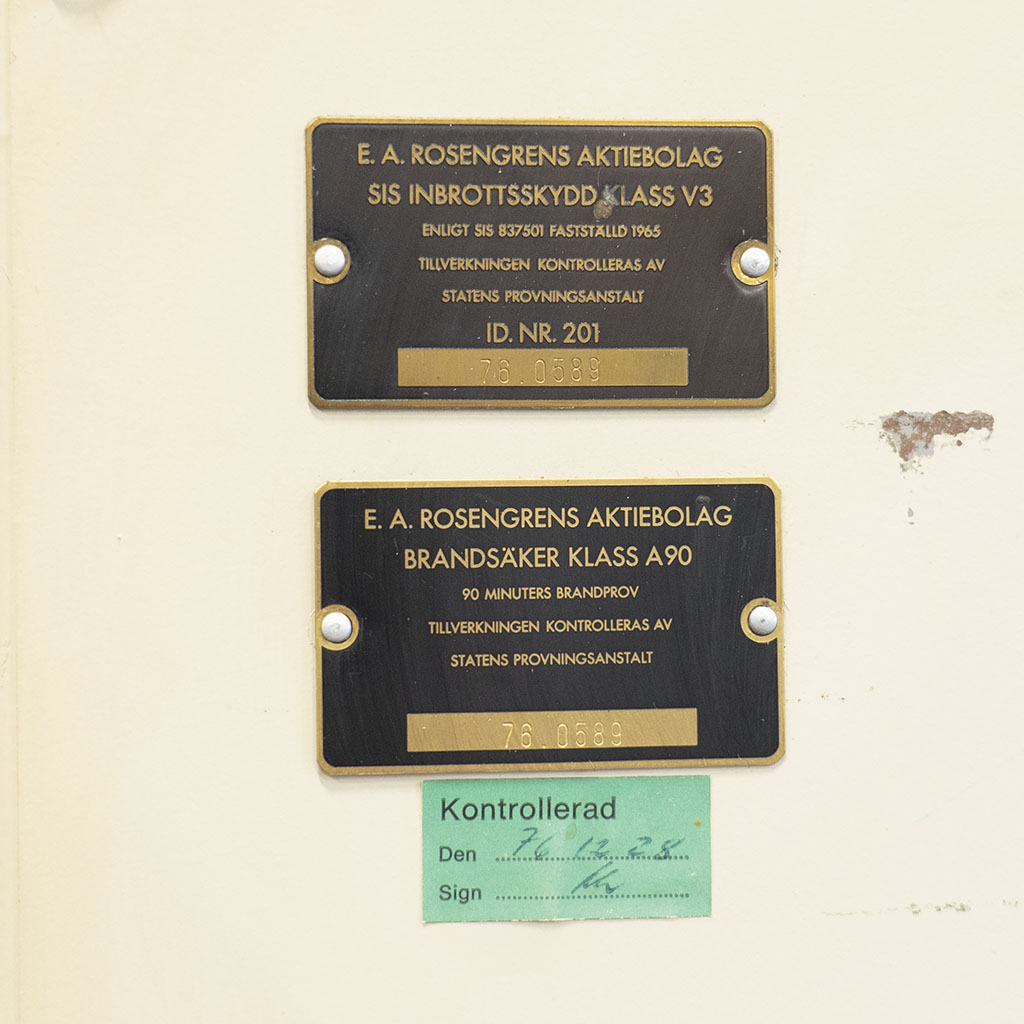 E. A. ROSENGRENS AKTIEBOLAG
SIS INBROTTSSKYDD KLASS V3
ENLIGT SIS 837501 FASTSTÄLLD 1965
TILLVERKNINGEN KONTROLLERAS AV
STATENS PROVNINGSANSTALT
ID. NR. 201
76.0589
E. A. ROSENGRENS AKTIEBOLAG
BRANDSÄKER KLASS A90
90 MINUTERS BRANDPROV
TILLVERKNINGEN KONTROLLERAS AV
STATENS PROVNINGSANSTALT
76.0589
Kontrollerad
Den 76 12 28
Sign